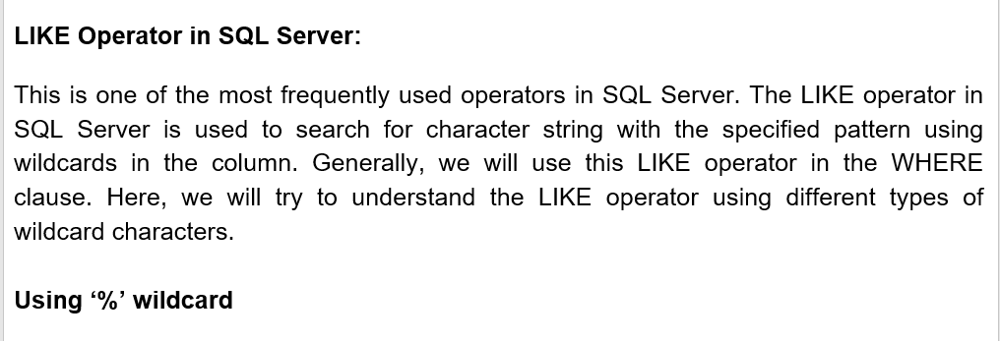 LIKE Operator in SQL Server:
This is one of the most frequently used operators in SQL Server. The LIKE operator in
SQL Server is used to search for character string with the specified pattern using
wildcards in the column. Generally, we will use this LIKE operator in the WHERE
clause. Here, we will try to understand the LIKE operator using different types of
wildcard characters.
Using ‘%’ wildcard